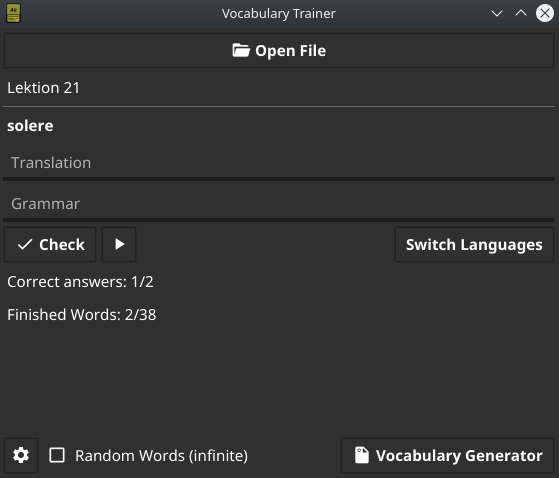 Vocabulary Trainer
Open File
Lektion 21
solere
Translation
Grammar
Check
Switch Languages
Correct answers: 1/2
Finished Words: 2/38
Random Words (infinite)
Vocabulary Generator